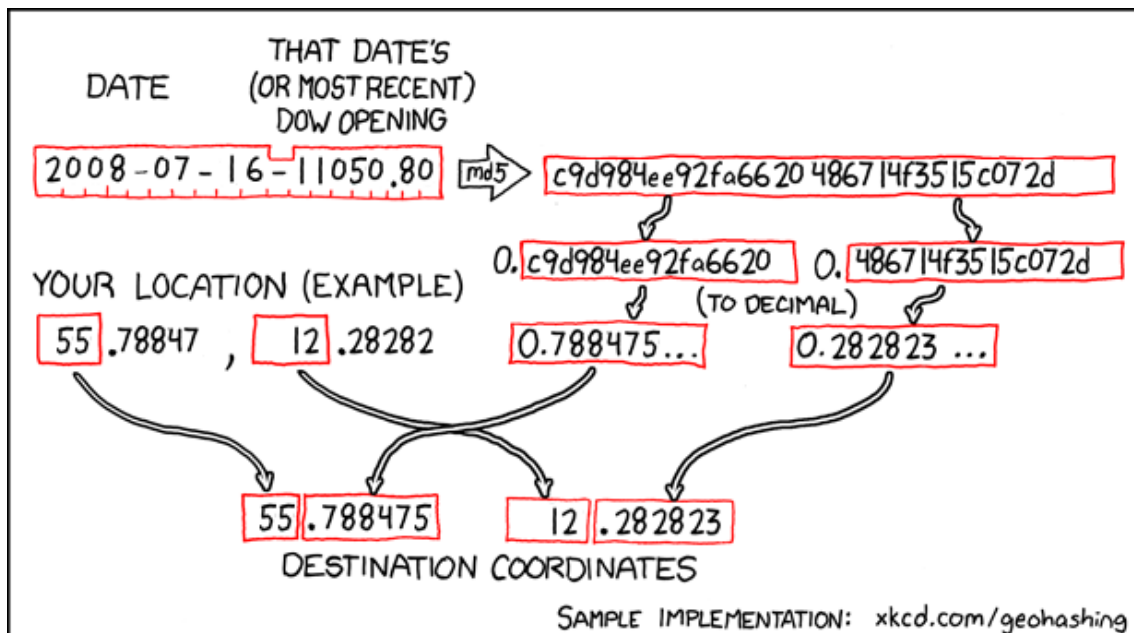 DATE
THAT DATE'S
(OR MOST RECENT)
DOW OPENING
2008-07-16-11050.80
md5
c9d984ee92fa6620486714f3515c072d
0.c9d984ee92fa6620
0.486714f3515c072d
YOUR LOCATION (EXAMPLE)
(TO DECIMAL)
55.78847, 12.28282
0.788475...
0.282823...
55.788475
12.282823
DESTINATION COORDINATES
SAMPLE IMPLEMENTATION: xkcd.com/geohashing